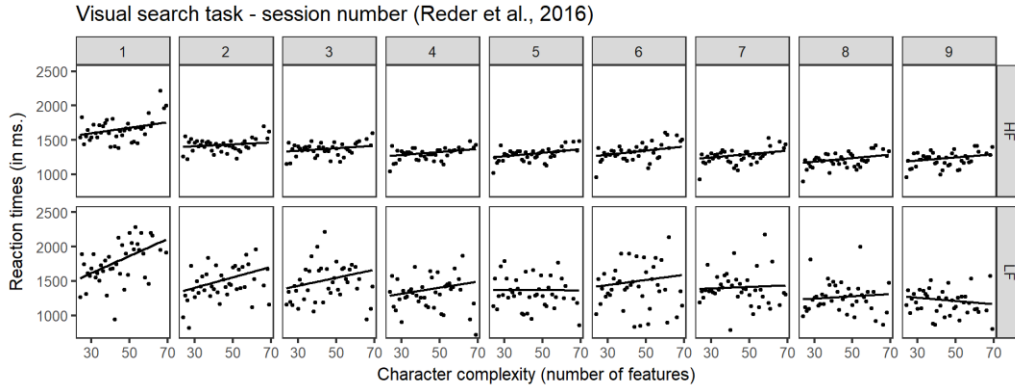 Visual search task - session number (Reder et al., 2016)
1 2 3 4 5 6 7 8 9
2500
2000
1500
1000
HF
2500
2000
1500
1000
LF
Reaction times (in ms.)
30 50 70 30 50 70 30 50 70 30 50 70 30 50 70 30 50 70 30 50 70 30 50 70 30 50 70
Character complexity (number of features)